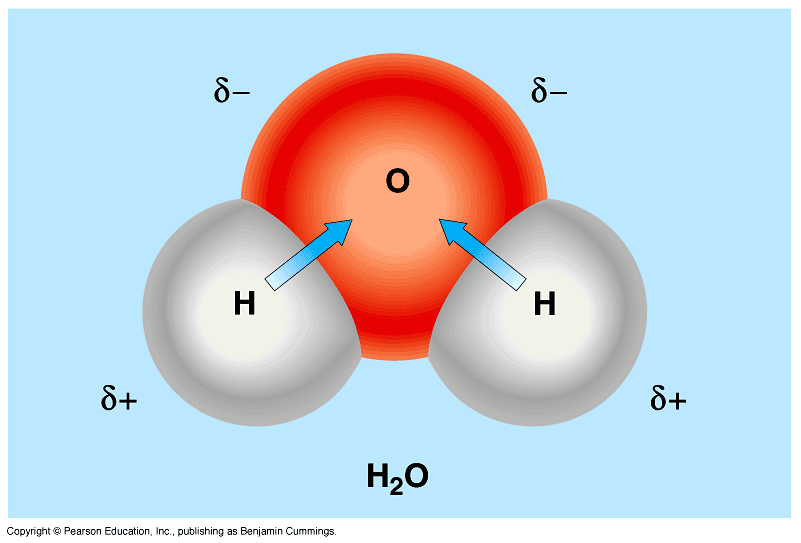 δ− δ−
O
H H
δ+ δ+
H₂O
Copyright © Pearson Education, Inc., publishing as Benjamin Cummings.